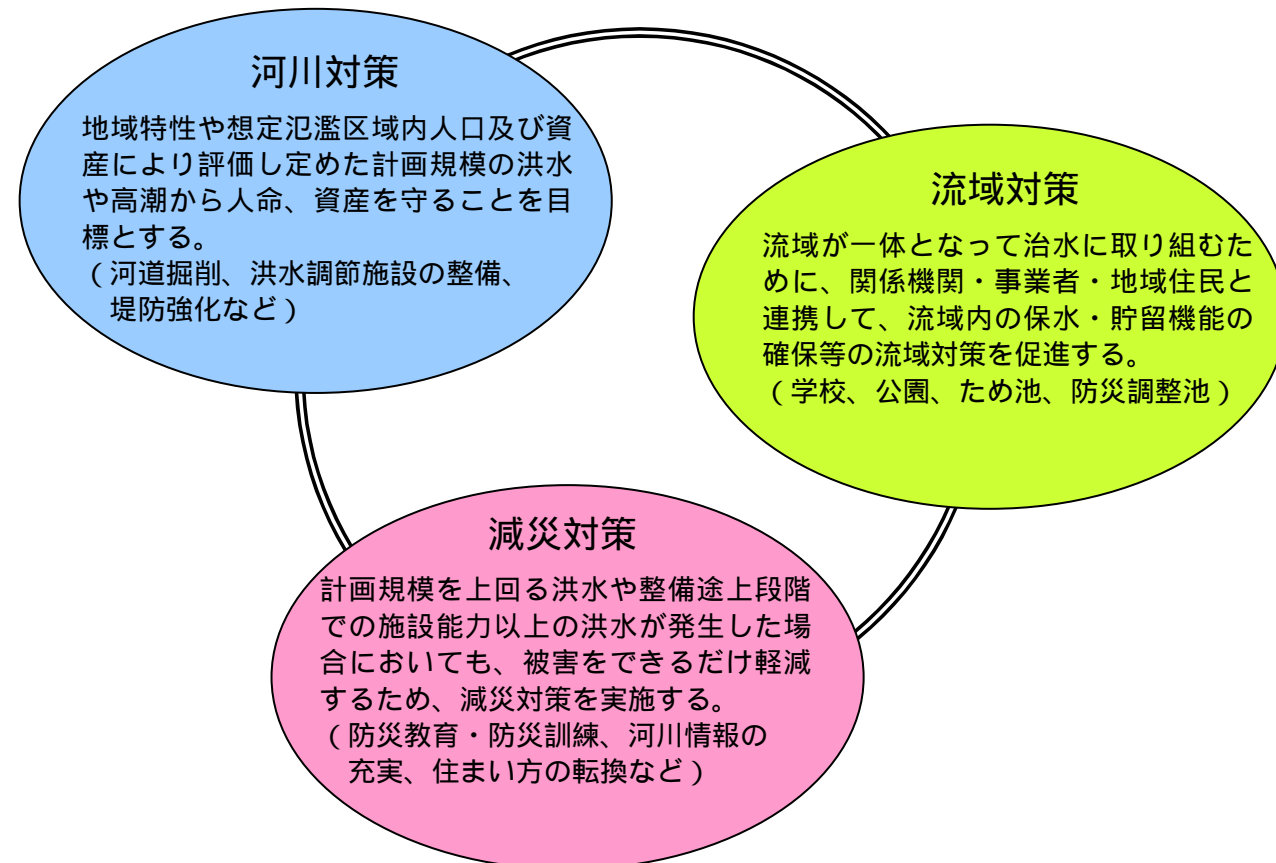 河川対策
地域特性や想定氾濫区域内人口及び資
産により評価し定めた計画規模の洪水
や高潮から人命、資産を守ることを目
標とする。
（河道掘削、洪水調節施設の整備、
堤防強化など）
流域対策
流域が一体となって治水に取り組むた
めに、関係機関・事業者・地域住民と
連携して、流域内の保水・貯留機能の
確保等の流域対策を促進する。
（学校、公園、ため池、防災調整池）
減災対策
計画規模を上回る洪水や整備途上段階
での施設能力以上の洪水が発生した場
合においても、被害をできるだけ軽減
するため、減災対策を実施する。
（防災教育・防災訓練、河川情報の
充実、住まい方の転換など）